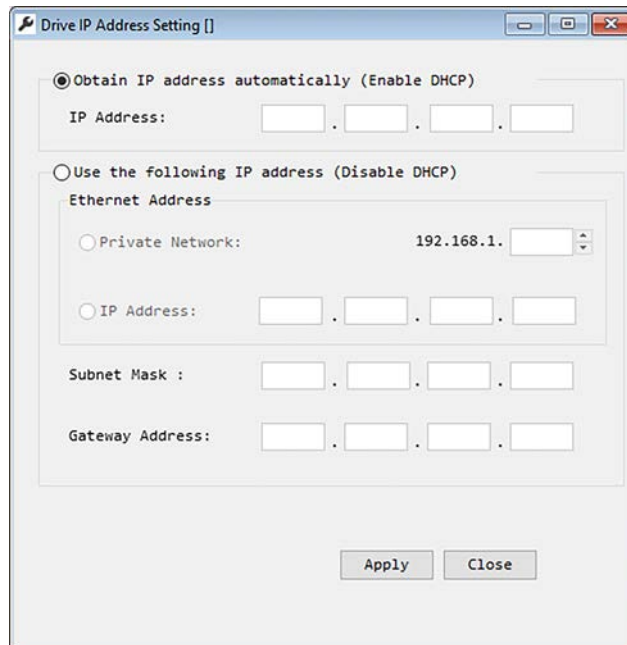 Drive IP Address Setting []
Obtain IP address automatically (Enable DHCP)
IP Address: . . .
Use the following IP address (Disable DHCP)
Ethernet Address
Private Network: 192.168.1.
IP Address: . . .
Subnet Mask : . . .
Gateway Address: . . .
Apply Close